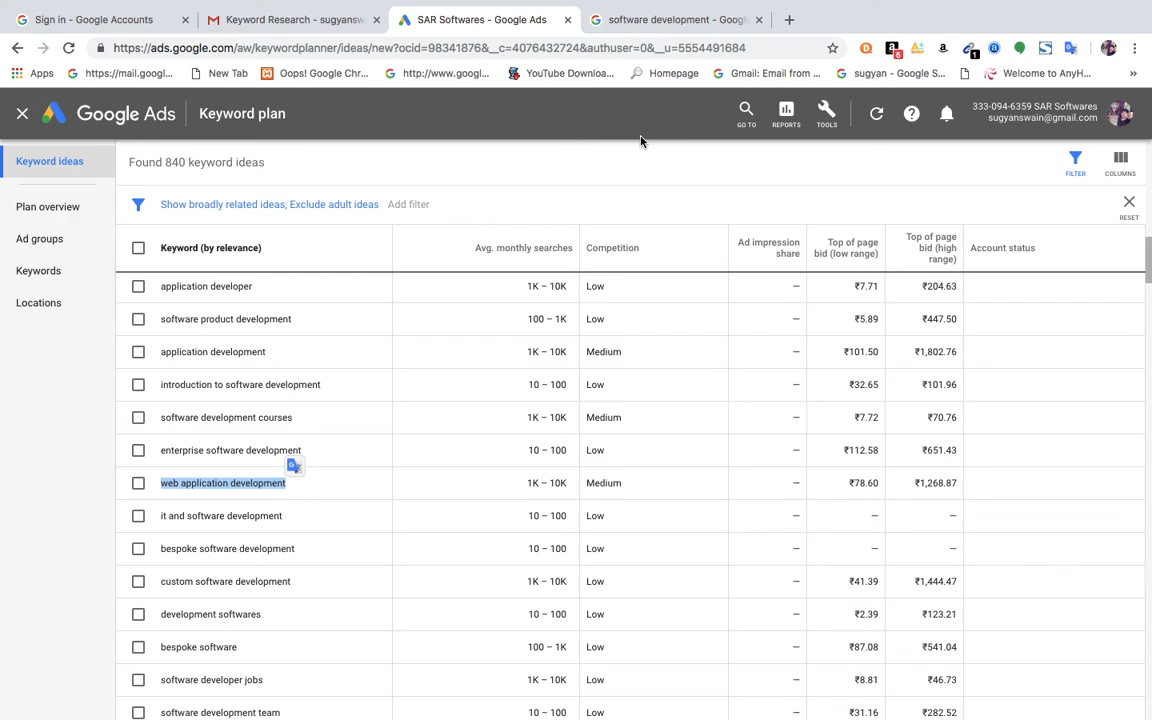 Sign in - Google Accounts
Keyword Research - sugyansw
SAR Softwares - Google Ads
software development - Googl
https://ads.google.com/aw/keywordplanner/ideas/new?ocid=98341876&__c=4076432724&authuser=0&__u=5554491684
5
1
Apps
https://mail.googl...
New Tab
Oops! Google Chr...
http://www.googl...
YouTube Downloa...
Homepage
Gmail: Email from ...
sugyan - Google S...
Welcome to AnyH...
»
Google Ads
Keyword plan
GO TO
REPORTS
TOOLS
333-094-6359 SAR Softwares
sugyanswain@gmail.com
Keyword ideas
Plan overview
Ad groups
Keywords
Locations
Found 840 keyword ideas
FILTER
COLUMNS
Show broadly related ideas; Exclude adult ideas Add filter
RESET
Keyword (by relevance) Avg. monthly searches Competition Ad impression share Top of page bid (low range) Top of page bid (high range) Account status
application developer 1K – 10K Low – ₹7.71 ₹204.63
software product development 100 – 1K Low – ₹5.89 ₹447.50
application development 1K – 10K Medium – ₹101.50 ₹1,802.76
introduction to software development 10 – 100 Low – ₹32.65 ₹101.96
software development courses 1K – 10K Medium – ₹7.72 ₹70.76
enterprise software development 10 – 100 Low – ₹112.58 ₹651.43
web application development 1K – 10K Medium – ₹78.60 ₹1,268.87
it and software development 10 – 100 Low – – –
bespoke software development 10 – 100 Low – – –
custom software development 1K – 10K Low – ₹41.39 ₹1,444.47
development softwares 10 – 100 Low – ₹2.39 ₹123.21
bespoke software 100 – 1K Low – ₹87.08 ₹541.04
software developer jobs 1K – 10K Low – ₹8.81 ₹46.73
software development team 10 – 100 Low – ₹31.16 ₹282.52